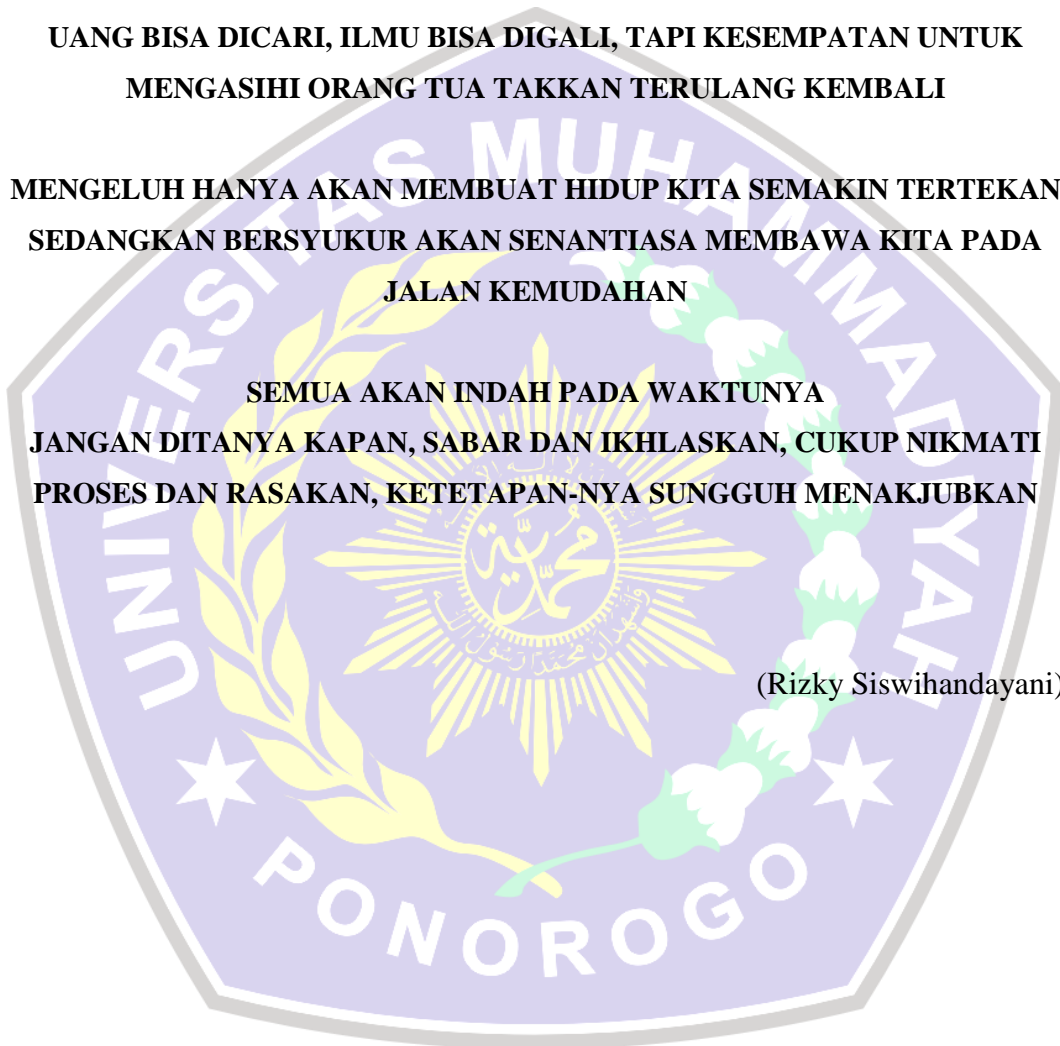 UANG BISA DICARI, ILMU BISA DIGALI, TAPI KESEMPATAN UNTUK
MENGASIHI ORANG TUA TAKKAN TERULANG KEMBALI
MENGELUH HANYA AKAN MEMBUAT HIDUP KITA SEMAKIN TERTEKAN
SEDANGKAN BERSYUKUR AKAN SENANTIASA MEMBAWA KITA PADA
JALAN KEMUDAHAN
SEMUA AKAN INDAH PADA WAKTUNYA
JANGAN DITANYA KAPAN, SABAR DAN IKHLASKAN, CUKUP NIKMATI
PROSES DAN RASAKAN, KETETAPAN-NYA SUNGGUH MENAKJUBKAN
(Rizky Siswihandayani)
UNIVERSITAS MUHAMMADIYAH
PONOROGO
محمدية